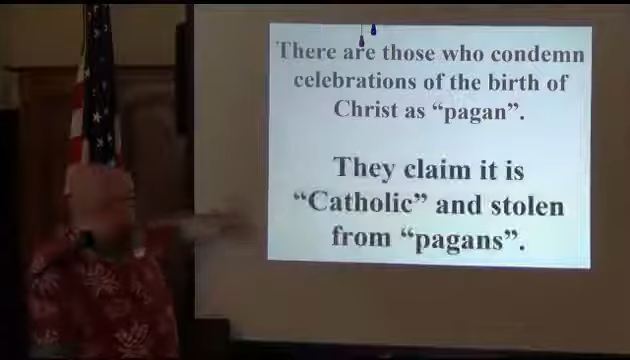 There are those who condemn
celebrations of the birth of
Christ as “pagan”.
They claim it is
“Catholic” and stolen
from “pagans”.